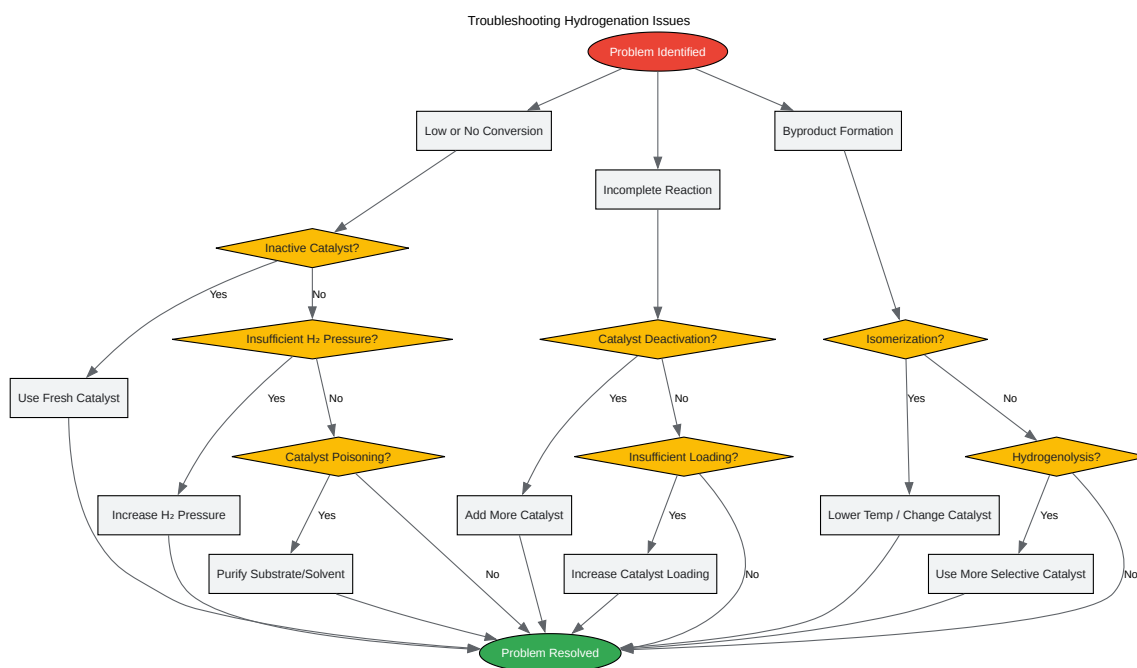 Troubleshooting Hydrogenation Issues
Problem Identified
Low or No Conversion
Byproduct Formation
Incomplete Reaction
Inactive Catalyst?
Yes
No
Insufficient H₂ Pressure?
Catalyst Deactivation?
Isomerization?
Use Fresh Catalyst
Yes
No
Yes
No
Yes
No
Catalyst Poisoning?
Insufficient Loading?
Hydrogenolysis?
Increase H₂ Pressure
Yes
Add More Catalyst
Yes
Lower Temp / Change Catalyst
Yes
Purify Substrate/Solvent
No
Increase Catalyst Loading
No
Use More Selective Catalyst
No
Problem Resolved